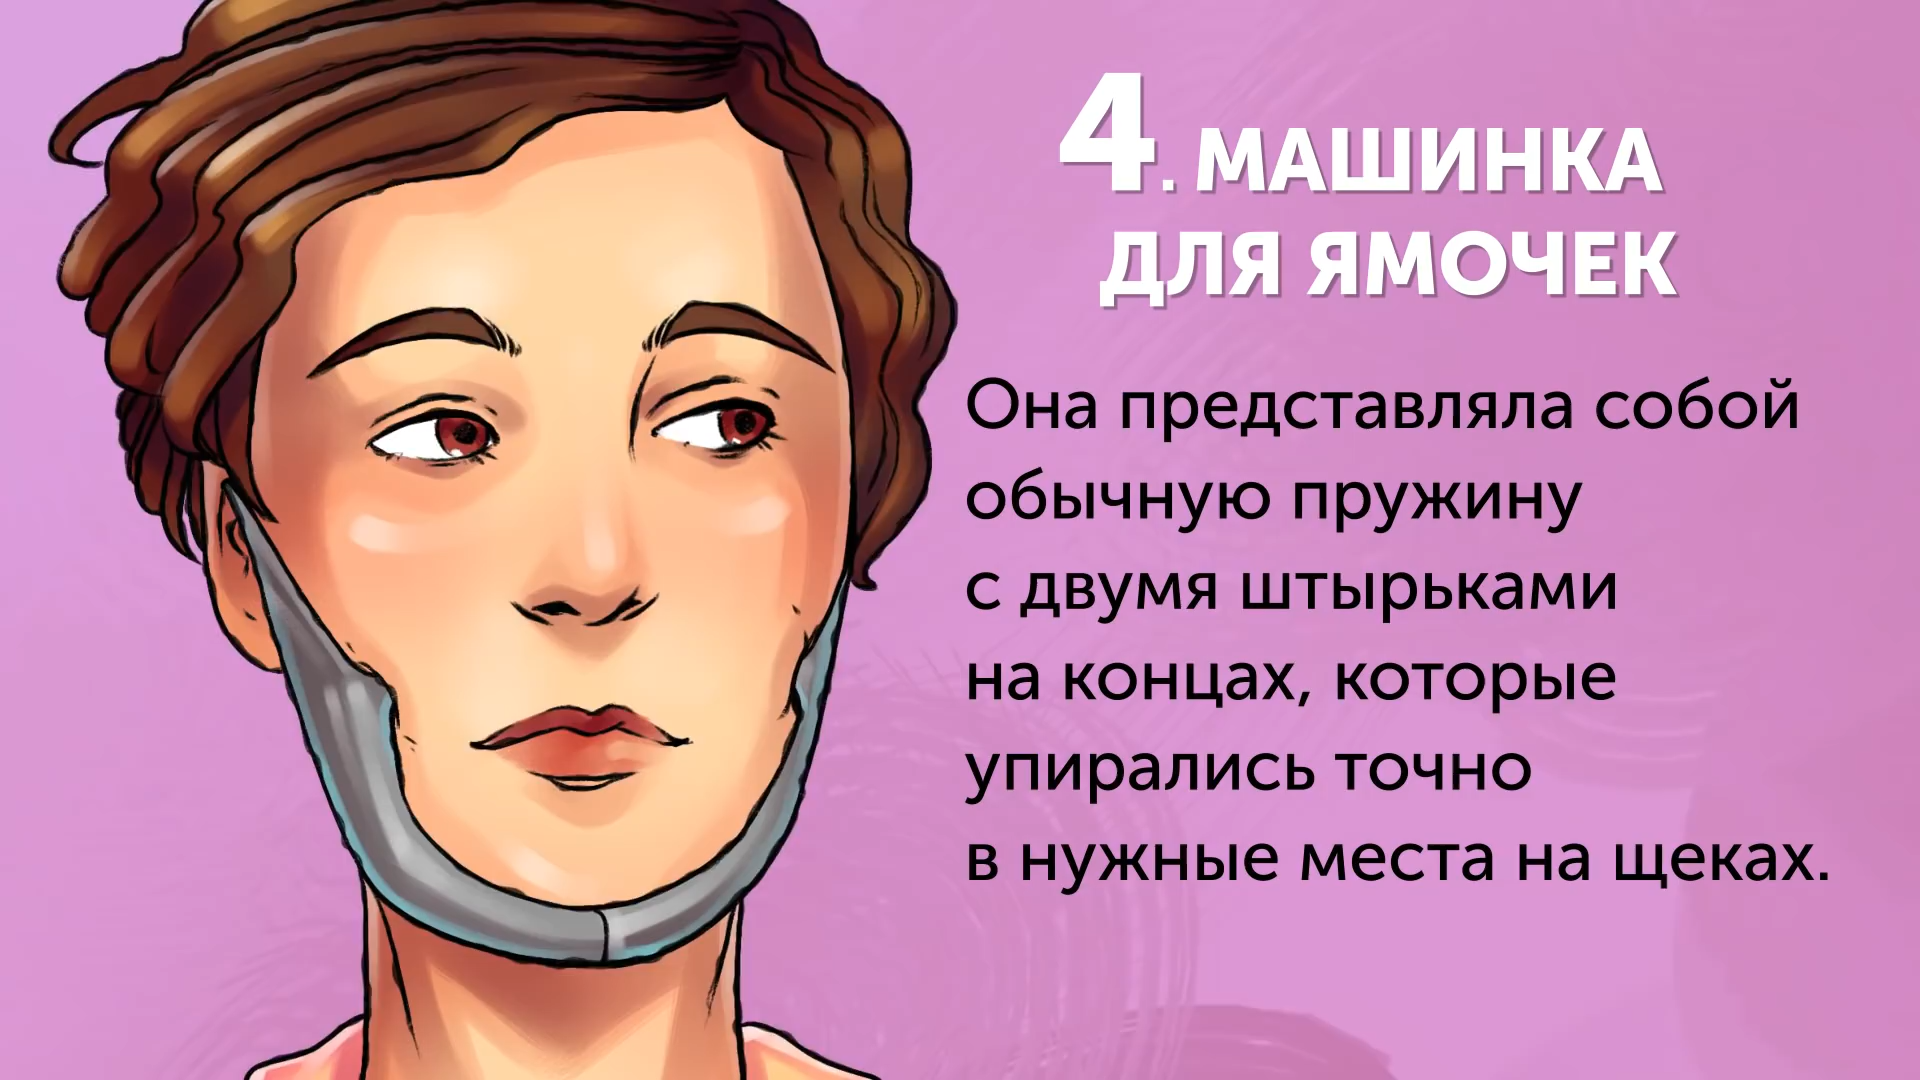 4. МАШИНКА
ДЛЯ ЯМОЧЕК
Она представляла собой
обычную пружину
с двумя штырьками
на концах, которые
упирались точно
в нужные места на щеках.